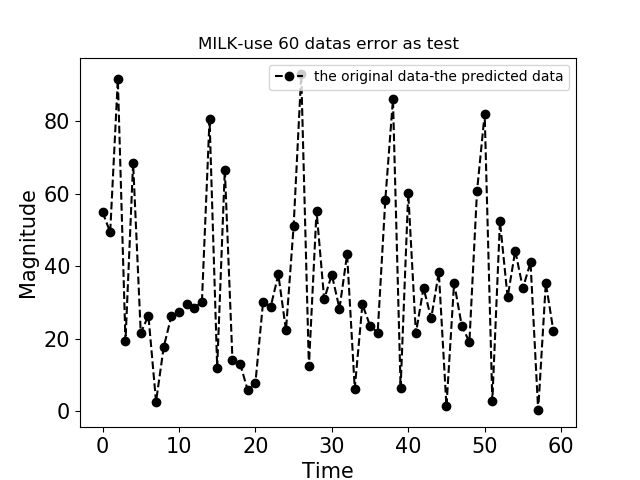 MILK-use 60 datas error as test
the original data-the predicted data
80
60
40
20
0
Magnitude
0 10 20 30 40 50 60
Time